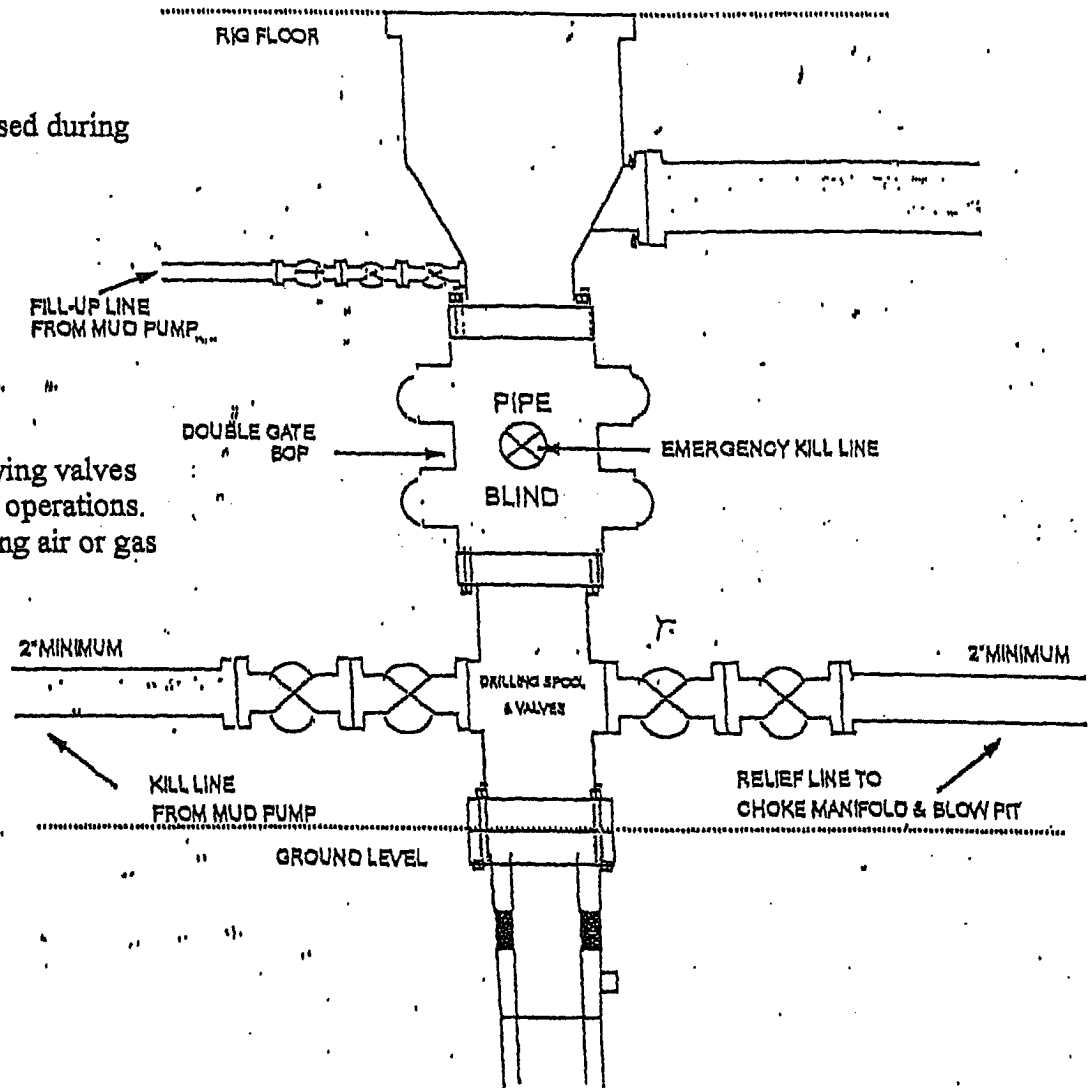 RIG FLOOR
sed during
FILL-UP LINE
FROM MUD PUMP
PIPE
DOUBLE GATE
BOP
EMERGENCY KILL LINE
BLIND
ying valves
operations.
ng air or gas
2" MINIMUM
2" MINIMUM
DRILLING SPOOL
& VALVES
KILL LINE
FROM MUD PUMP
RELIEF LINE TO
CHOKE MANIFOLD & BLOW PIT
GROUND LEVEL